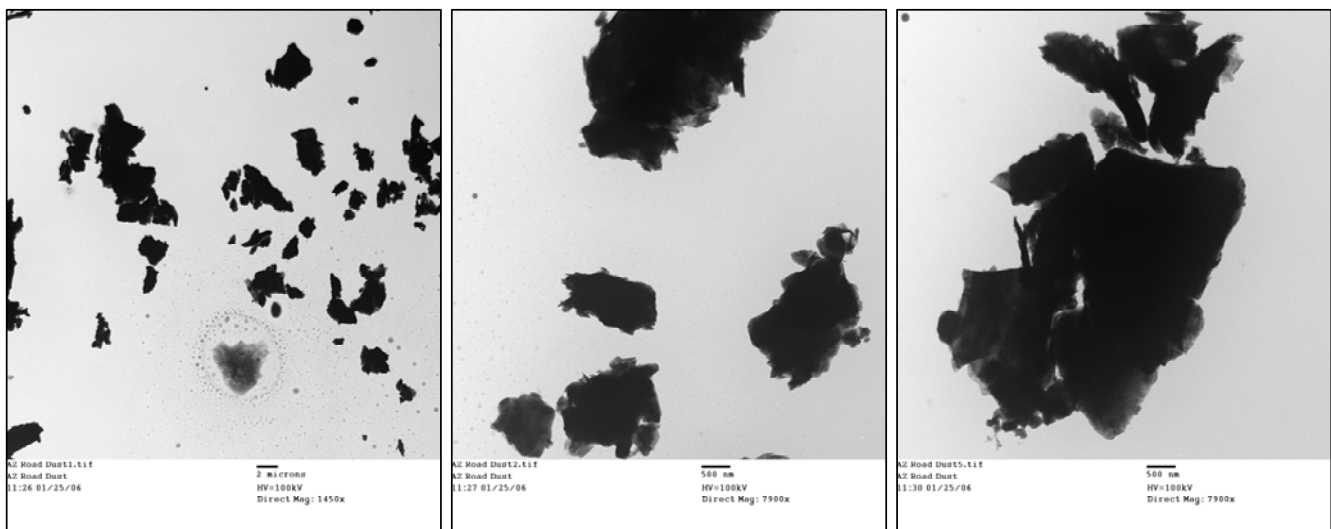 AZ Road Dust1.tif
AZ Road Dust
11:26 01/25/06
2 microns
HV=100kV
Direct Mag: 1450x
AZ Road Dust2.tif
AZ Road Dust
11:27 01/25/06
500 nm
HV=100kV
Direct Mag: 7900x
AZ Road Dust5.tif
AZ Road Dust
11:30 01/25/06
500 nm
HV=100kV
Direct Mag: 7900x